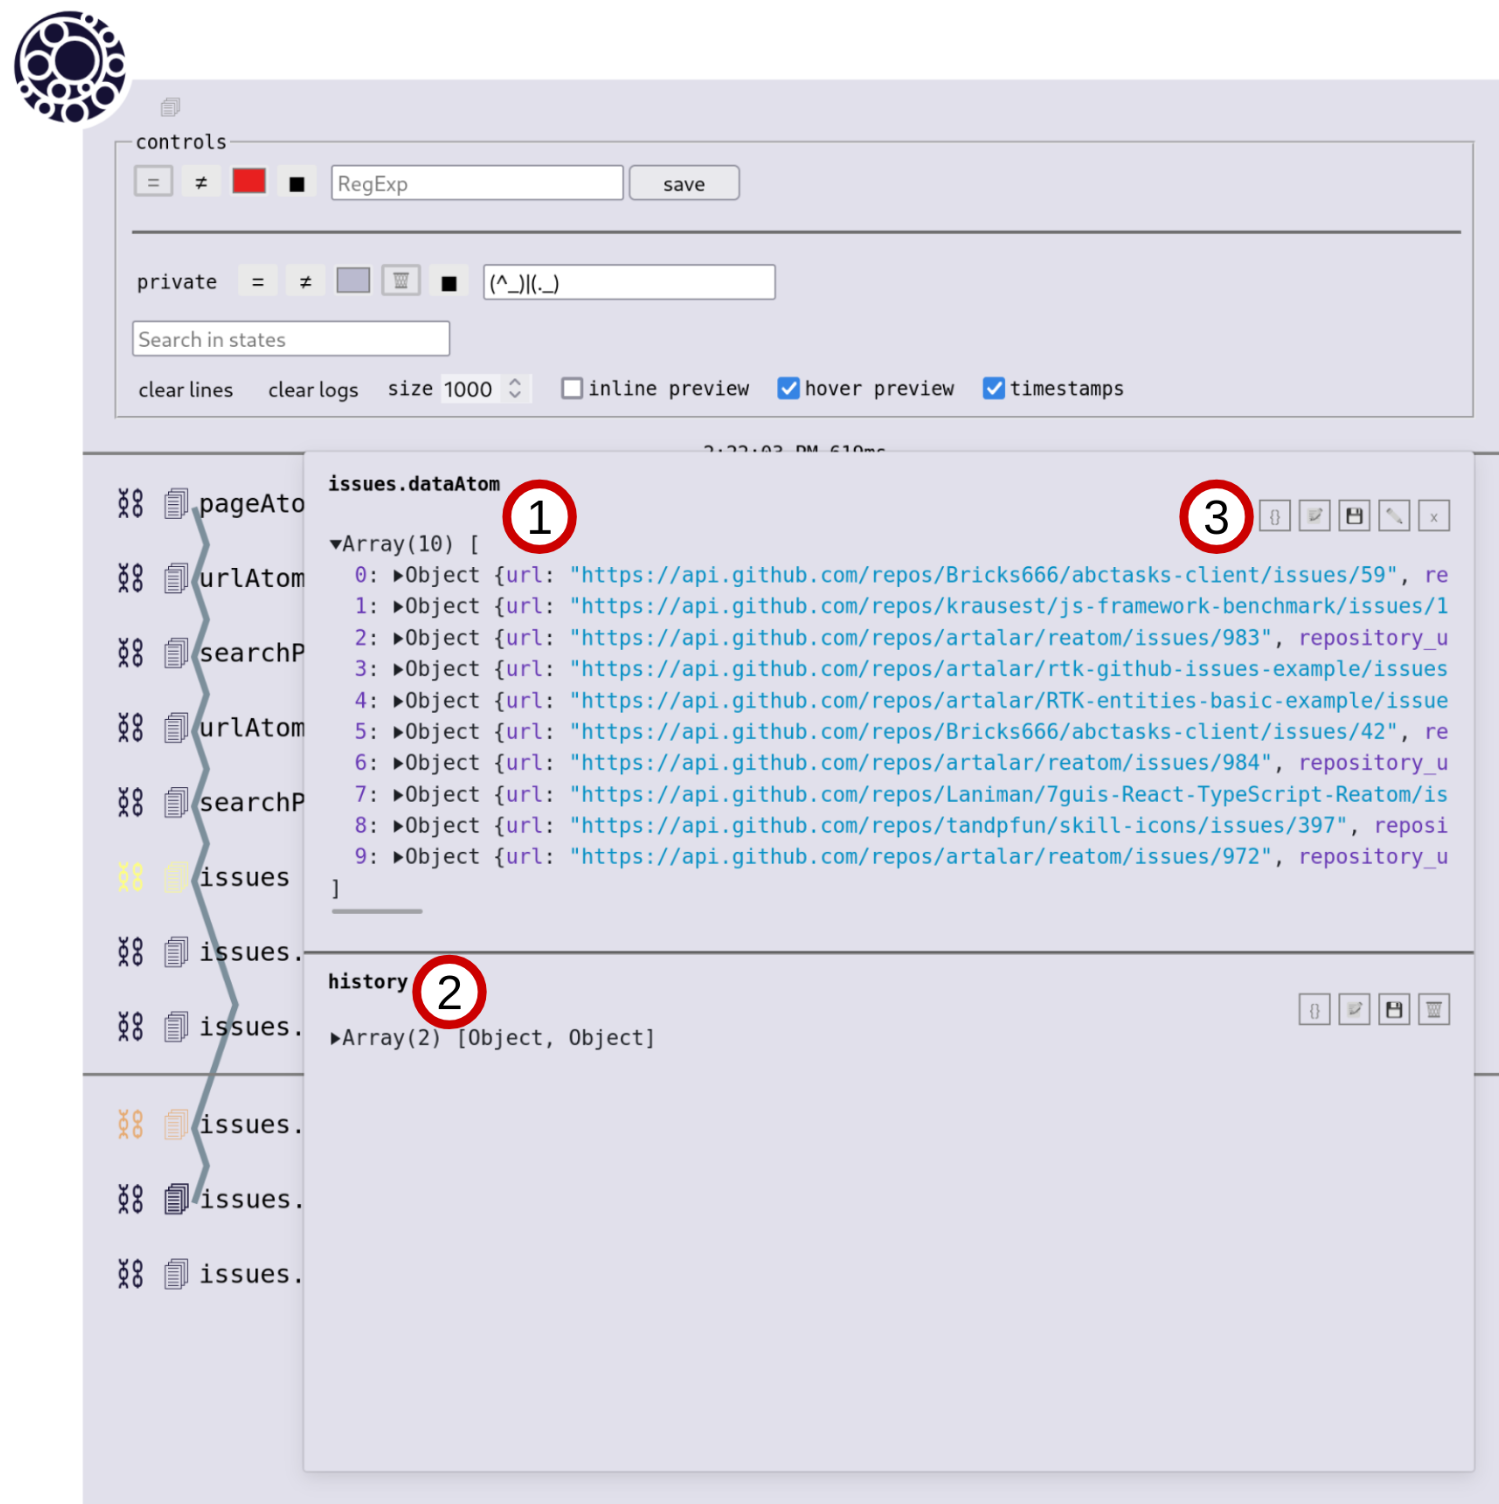 controls
= ≠ ■ RegExp save
private = ≠ ■ (^_)|(._)
Search in states
clear lines clear logs size 1000 inline preview hover preview timestamps
2:22:03 PM 619ms
pageAto
urlAtom
searchP
urlAtom
searchP
issues
issues.
issues.
issues.
issues.
issues.
issues.dataAtom
1
3
{} x
▼Array(10) [
0: ▶Object {url: "https://api.github.com/repos/Bricks666/abctasks-client/issues/59", re
1: ▶Object {url: "https://api.github.com/repos/krausest/js-framework-benchmark/issues/1
2: ▶Object {url: "https://api.github.com/repos/artalar/reatom/issues/983", repository_u
3: ▶Object {url: "https://api.github.com/repos/artalar/rtk-github-issues-example/issues
4: ▶Object {url: "https://api.github.com/repos/artalar/RTK-entities-basic-example/issue
5: ▶Object {url: "https://api.github.com/repos/Bricks666/abctasks-client/issues/42", re
6: ▶Object {url: "https://api.github.com/repos/artalar/reatom/issues/984", repository_u
7: ▶Object {url: "https://api.github.com/repos/Laniman/7guis-React-TypeScript-Reatom/is
8: ▶Object {url: "https://api.github.com/repos/tandpfun/skill-icons/issues/397", reposi
9: ▶Object {url: "https://api.github.com/repos/artalar/reatom/issues/972", repository_u
]
history
2
{}
▶Array(2) [Object, Object]